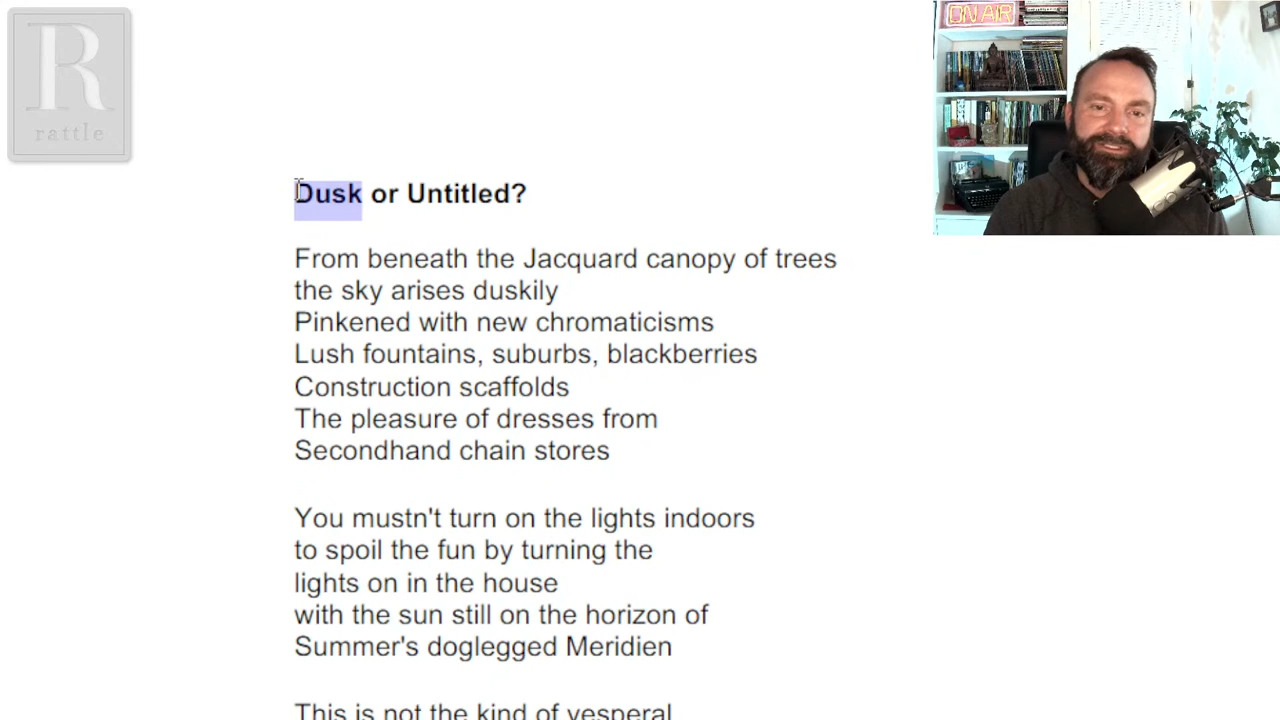 R
rattle
ON AIR
Dusk or Untitled?
From beneath the Jacquard canopy of trees
the sky arises duskily
Pinkened with new chromaticisms
Lush fountains, suburbs, blackberries
Construction scaffolds
The pleasure of dresses from
Secondhand chain stores
You mustn't turn on the lights indoors
to spoil the fun by turning the
lights on in the house
with the sun still on the horizon of
Summer's doglegged Meridien
This is not the kind of vesperal